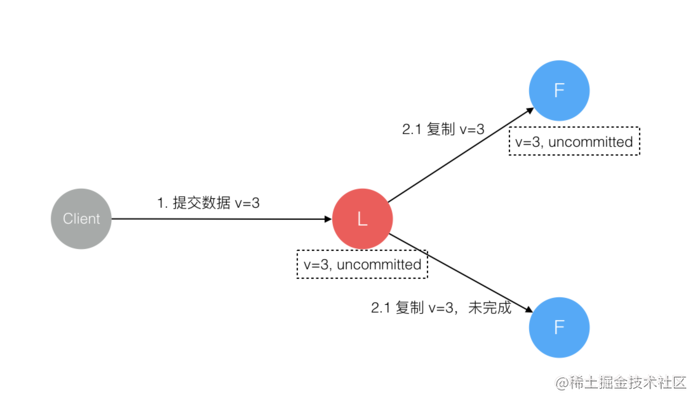 F
2.1 复制 v=3
v=3, uncommitted
1. 提交数据 v=3
Client
L
v=3, uncommitted
2.1 复制 v=3，未完成
F
@稀土掘金技术社区